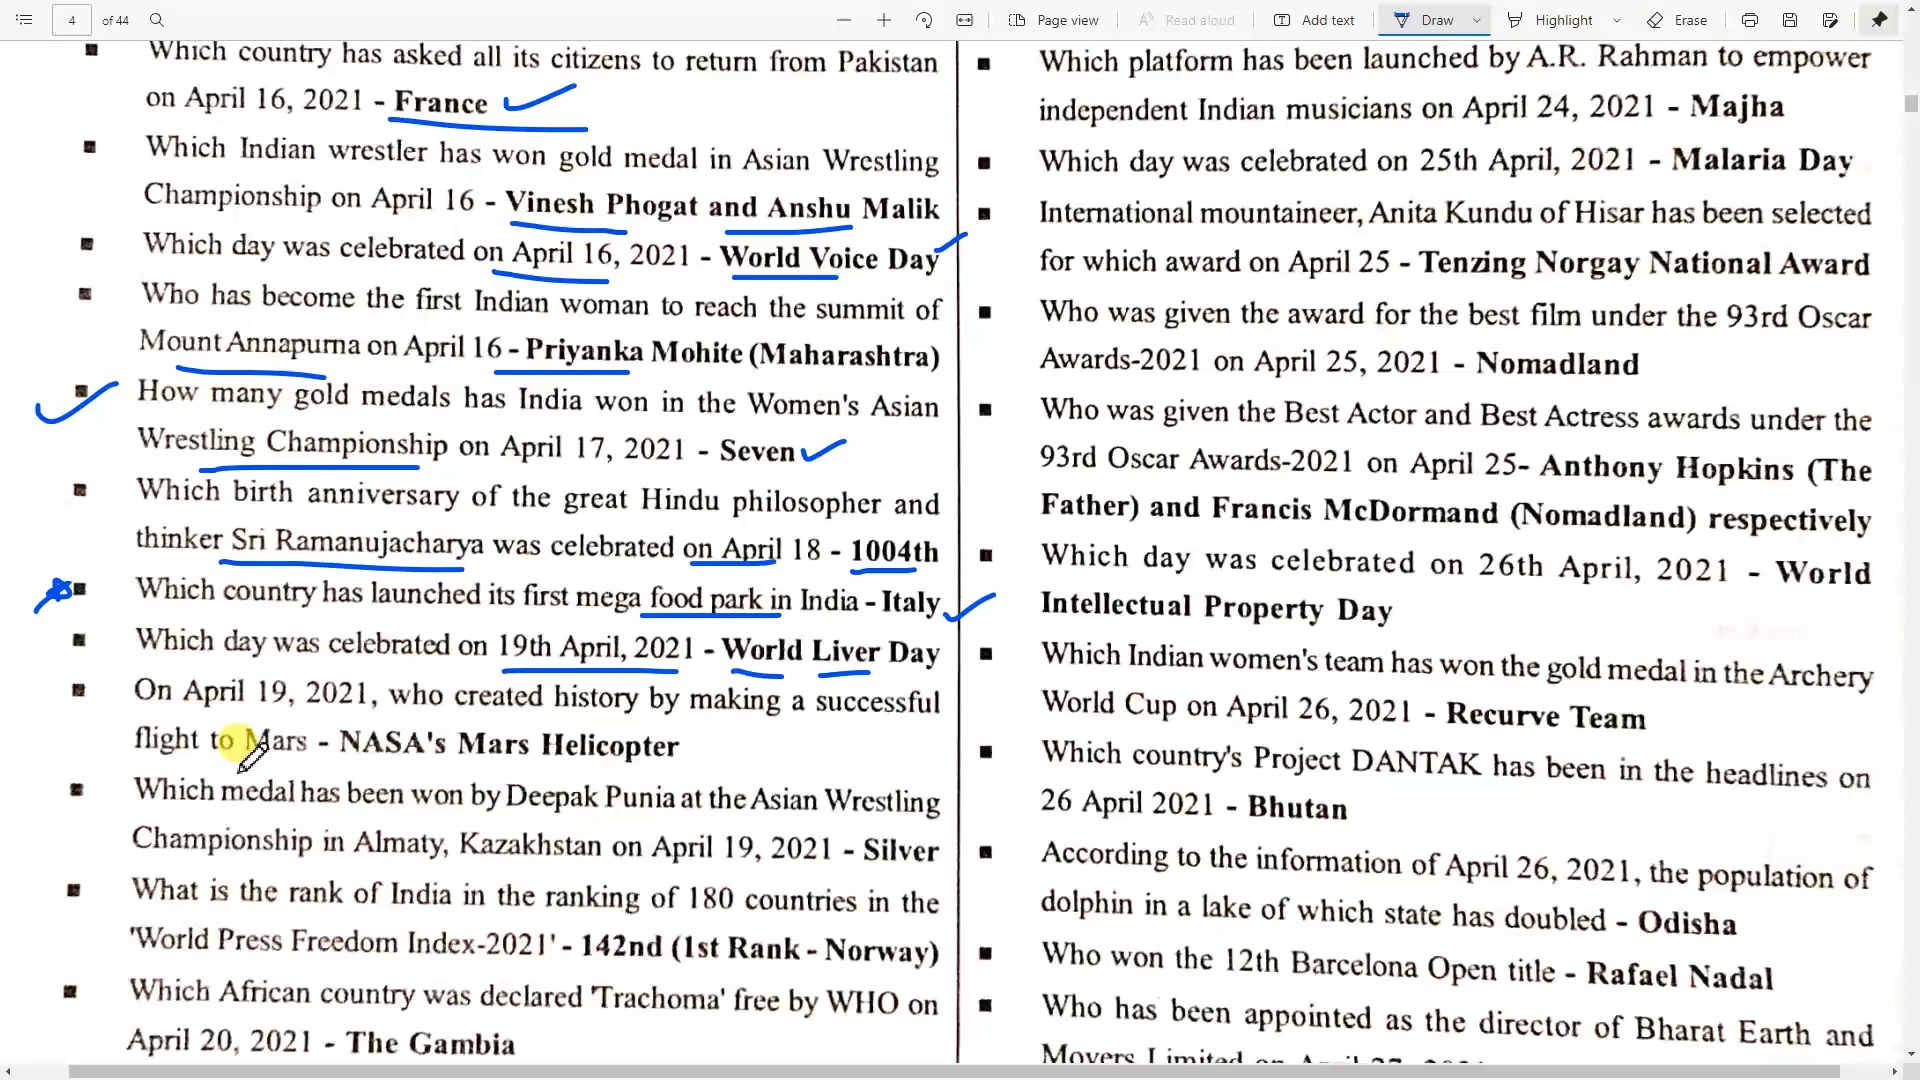 4 of 44 Page view Read aloud Add text Draw Highlight Erase
Which country has asked all its citizens to return from Pakistan
on April 16, 2021 - France
Which Indian wrestler has won gold medal in Asian Wrestling
Championship on April 16 - Vinesh Phogat and Anshu Malik
Which day was celebrated on April 16, 2021 - World Voice Day
Who has become the first Indian woman to reach the summit of
Mount Annapurna on April 16 - Priyanka Mohite (Maharashtra)
How many gold medals has India won in the Women's Asian
Wrestling Championship on April 17, 2021 - Seven
Which birth anniversary of the great Hindu philosopher and
thinker Sri Ramanujacharya was celebrated on April 18 - 1004th
Which country has launched its first mega food park in India - Italy
Which day was celebrated on 19th April, 2021 - World Liver Day
On April 19, 2021, who created history by making a successful
flight to Mars - NASA's Mars Helicopter
Which medal has been won by Deepak Punia at the Asian Wrestling
Championship in Almaty, Kazakhstan on April 19, 2021 - Silver
What is the rank of India in the ranking of 180 countries in the
'World Press Freedom Index-2021' - 142nd (1st Rank - Norway)
Which African country was declared 'Trachoma' free by WHO on
April 20, 2021 - The Gambia
Which platform has been launched by A.R. Rahman to empower
independent Indian musicians on April 24, 2021 - Majha
Which day was celebrated on 25th April, 2021 - Malaria Day
International mountaineer, Anita Kundu of Hisar has been selected
for which award on April 25 - Tenzing Norgay National Award
Who was given the award for the best film under the 93rd Oscar
Awards-2021 on April 25, 2021 - Nomadland
Who was given the Best Actor and Best Actress awards under the
93rd Oscar Awards-2021 on April 25- Anthony Hopkins (The
Father) and Francis McDormand (Nomadland) respectively
Which day was celebrated on 26th April, 2021 - World
Intellectual Property Day
Which Indian women's team has won the gold medal in the Archery
World Cup on April 26, 2021 - Recurve Team
Which country's Project DANTAK has been in the headlines on
26 April 2021 - Bhutan
According to the information of April 26, 2021, the population of
dolphin in a lake of which state has doubled - Odisha
Who won the 12th Barcelona Open title - Rafael Nadal
Who has been appointed as the director of Bharat Earth and
Movers Limited on April